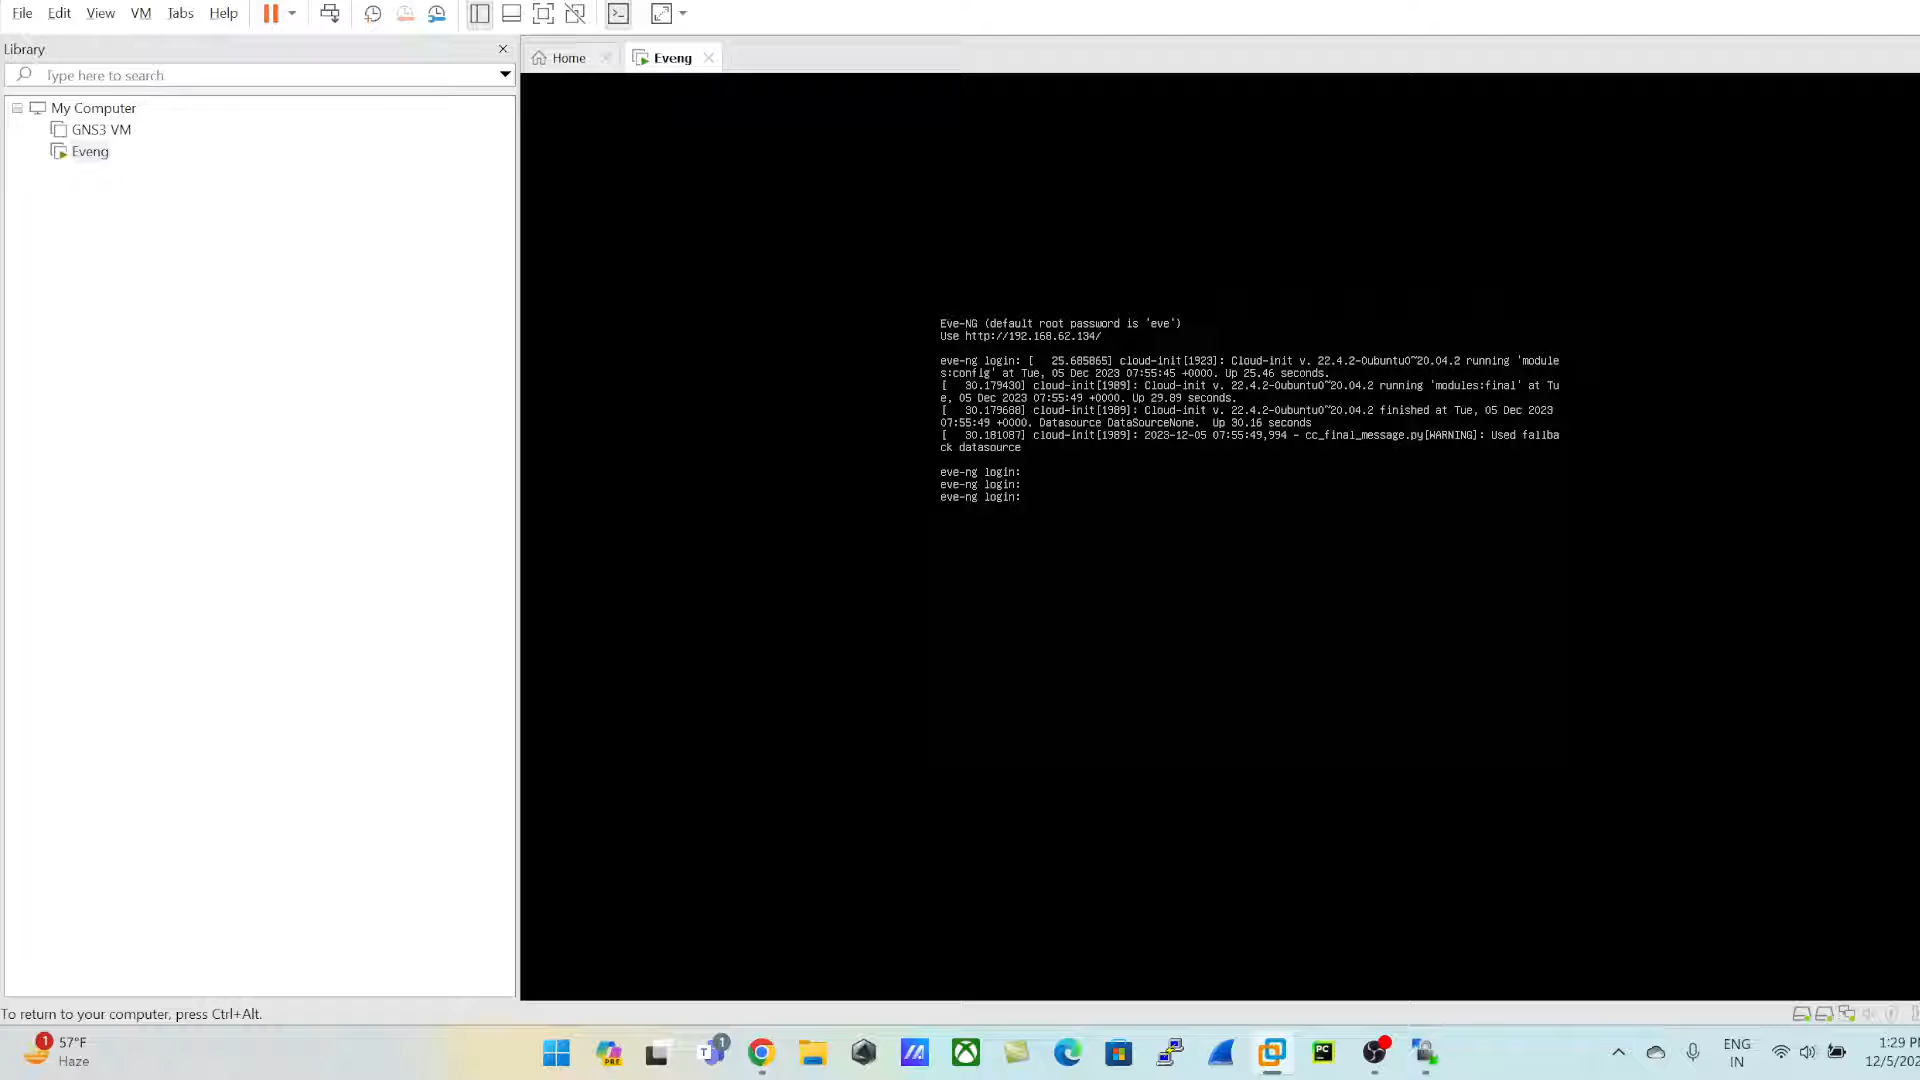 File Edit View VM Tabs Help
Library
Type here to search
My Computer
GNS3 VM
Eveng
Home
Eveng
Eve-NG (default root password is 'eve')
Use http://192.168.62.134/
eve-ng login: [   25.685865] cloud-init[1923]: Cloud-init v. 22.4.2-0ubuntu0~20.04.2 running 'module
s:config' at Tue, 05 Dec 2023 07:55:45 +0000. Up 25.46 seconds.
[   30.179430] cloud-init[1989]: Cloud-init v. 22.4.2-0ubuntu0~20.04.2 running 'modules:final' at Tu
e, 05 Dec 2023 07:55:49 +0000. Up 29.89 seconds.
[   30.179688] cloud-init[1989]: Cloud-init v. 22.4.2-0ubuntu0~20.04.2 finished at Tue, 05 Dec 2023
07:55:49 +0000. Datasource DataSourceNone.  Up 30.16 seconds
[   30.181087] cloud-init[1989]: 2023-12-05 07:55:49,994 - cc_final_message.py[WARNING]: Used fallba
ck datasource
eve-ng login:
eve-ng login:
eve-ng login:
To return to your computer, press Ctrl+Alt.
1
57°F
Haze
PRE
T
1
PC
ENG
IN
1:29 P
12/5/202